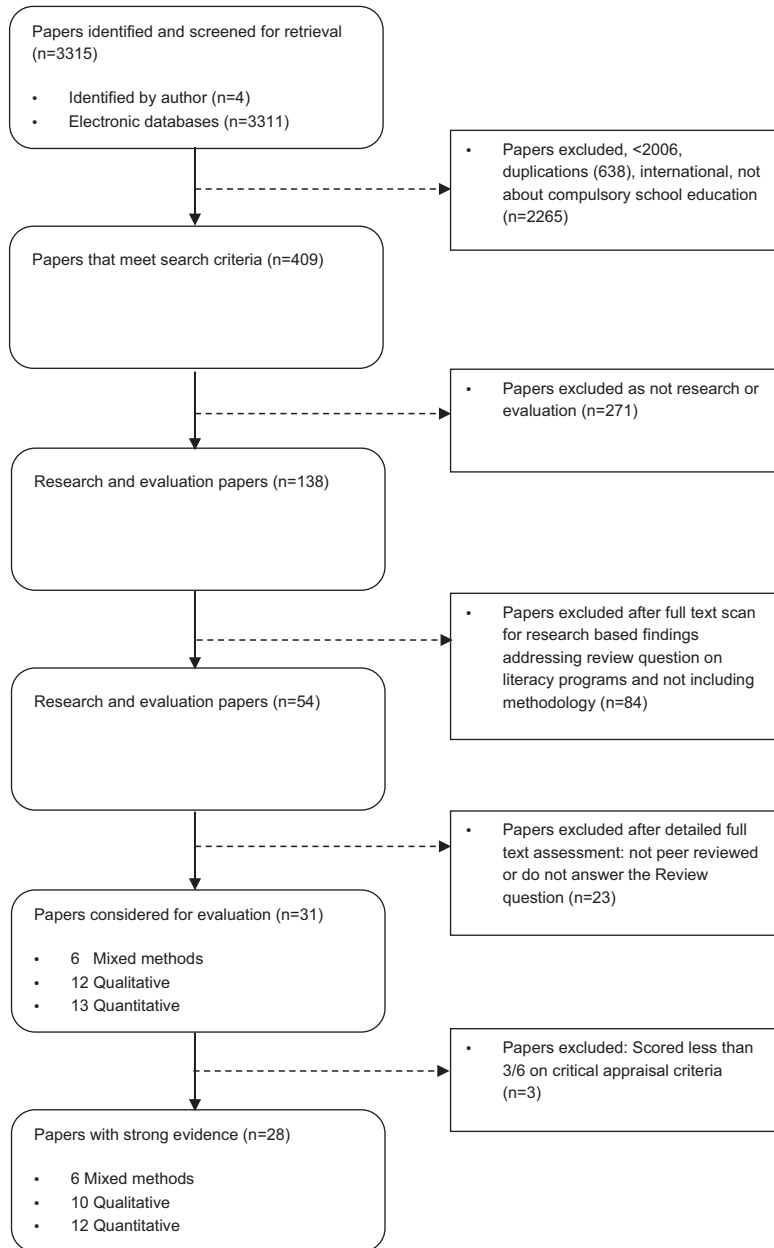 Papers identified and screened for retrieval
(n=3315)
• Identified by author (n=4)
• Electronic databases (n=3311)
• Papers excluded, <2006,
duplications (638), international, not
about compulsory school education
(n=2265)
Papers that meet search criteria (n=409)
• Papers excluded as not research or
evaluation (n=271)
Research and evaluation papers (n=138)
• Papers excluded after full text scan
for research based findings
addressing review question on
literacy programs and not including
methodology (n=84)
Research and evaluation papers (n=54)
• Papers excluded after detailed full
text assessment: not peer reviewed
or do not answer the Review
question (n=23)
Papers considered for evaluation (n=31)
• 6 Mixed methods
• 12 Qualitative
• 13 Quantitative
• Papers excluded: Scored less than
3/6 on critical appraisal criteria
(n=3)
Papers with strong evidence (n=28)
• 6 Mixed methods
• 10 Qualitative
• 12 Quantitative